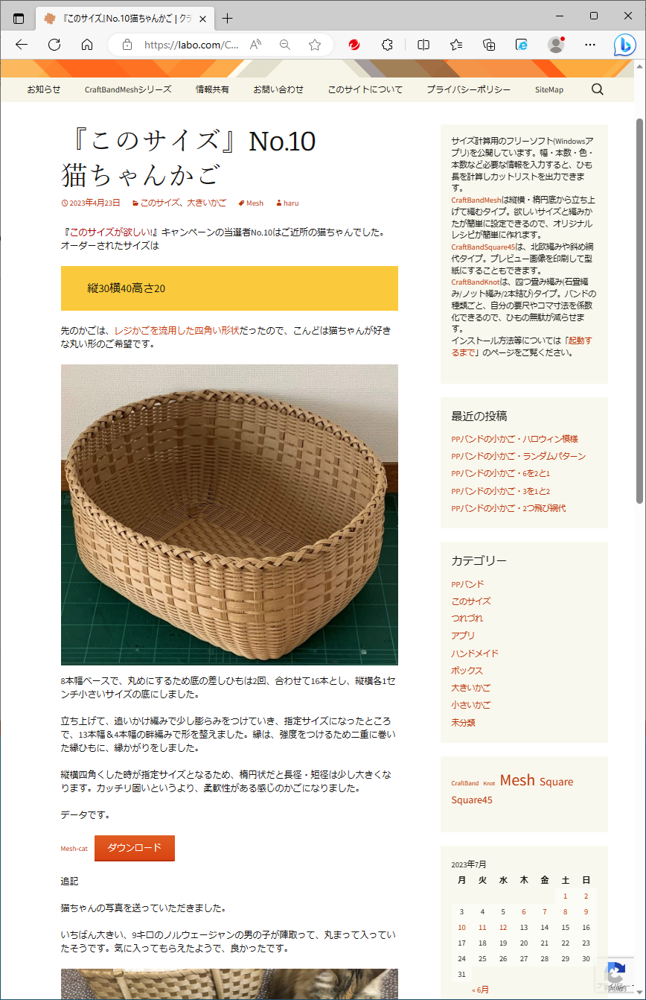 『このサイズ』No.10猫ちゃんかご | クラ
https://labo.com/C...
お知らせ
CraftBandMeshシリーズ
情報共有
お問い合わせ
このサイトについて
プライバシーポリシー
SiteMap
『このサイズ』No.10
猫ちゃんかご
2023年4月23日 このサイズ、大きいかご Mesh haru
『このサイズが欲しい!』キャンペーンの当選者No.10はご近所の猫ちゃんでした。
オーダーされたサイズは
縦30横40高さ20
先のかごは、レジかごを流用した四角い形状だったので、こんどは猫ちゃんが好き
な丸い形のご希望です。
8本幅ベースで、丸めにするため底の差しひもは2回、合わせて16本とし、縦横各1セ
ンチ小さいサイズの底にしました。
立ち上げて、追いかけ編みで少し膨らみをつけていき、指定サイズになったところ
で、13本幅＆4本幅の畔編みで形を整えました。縁は、強度をつけるため二重に巻い
た縁ひもに、縁かがりをしました。
縦横四角くした時が指定サイズとなるため、楕円状だと長径・短径は少し大きくな
ります。カッチリ固いというより、柔軟性がある感じのかごになりました。
データです。
Mesh-cat ダウンロード
追記
猫ちゃんの写真を送っていただきました。
いちばん大きい、9キロのノルウェージャンの男の子が陣取って、丸まって入ってい
たそうです。気に入ってもらえたようで、良かったです。
サイズ計算用のフリーソフト(Windowsア
プリ)を公開しています。幅・本数・色・
本数など必要な情報を入力すると、ひも
長を計算しカットリストを出力できま
す。
CraftBandMeshは縦横・楕円底から立ち上
げて編むタイプ。欲しいサイズと編みか
たが簡単に設定できるので、オリジナル
レシピが簡単に作れます。
CraftBandSquare45は、北欧編みや斜め網
代タイプ。プレビュー画像を印刷して型
紙にすることもできます。
CraftBandKnotは、四つ畳み編み(石畳編
み/ノット編み/2本結び)タイプ。バンドの
種類ごと、自分の要尺やコマ寸法を係数
化できるので、ひもの無駄が減らせま
す。
インストール方法等については「起動す
るまで」のページをご覧ください。
最近の投稿
PPバンドの小かご・ハロウィン模様
PPバンドの小かご・ランダムパターン
PPバンドの小かご・6を2と1
PPバンドの小かご・3を1と2
PPバンドの小かご・2つ飛び網代
カテゴリー
PPバンド
このサイズ
つれづれ
アプリ
ハンドメイド
ボックス
大きいかご
小さいかご
未分類
CraftBand Knot Mesh Square
Square45
2023年7月
月 火 水 木 金 土 日
1 2
3 4 5 6 7 8 9
10 11 12 13 14 15 16
17 18 19 20 21 22 23
24 25 26 27 28 29 30
31
« 6月
プライバシー